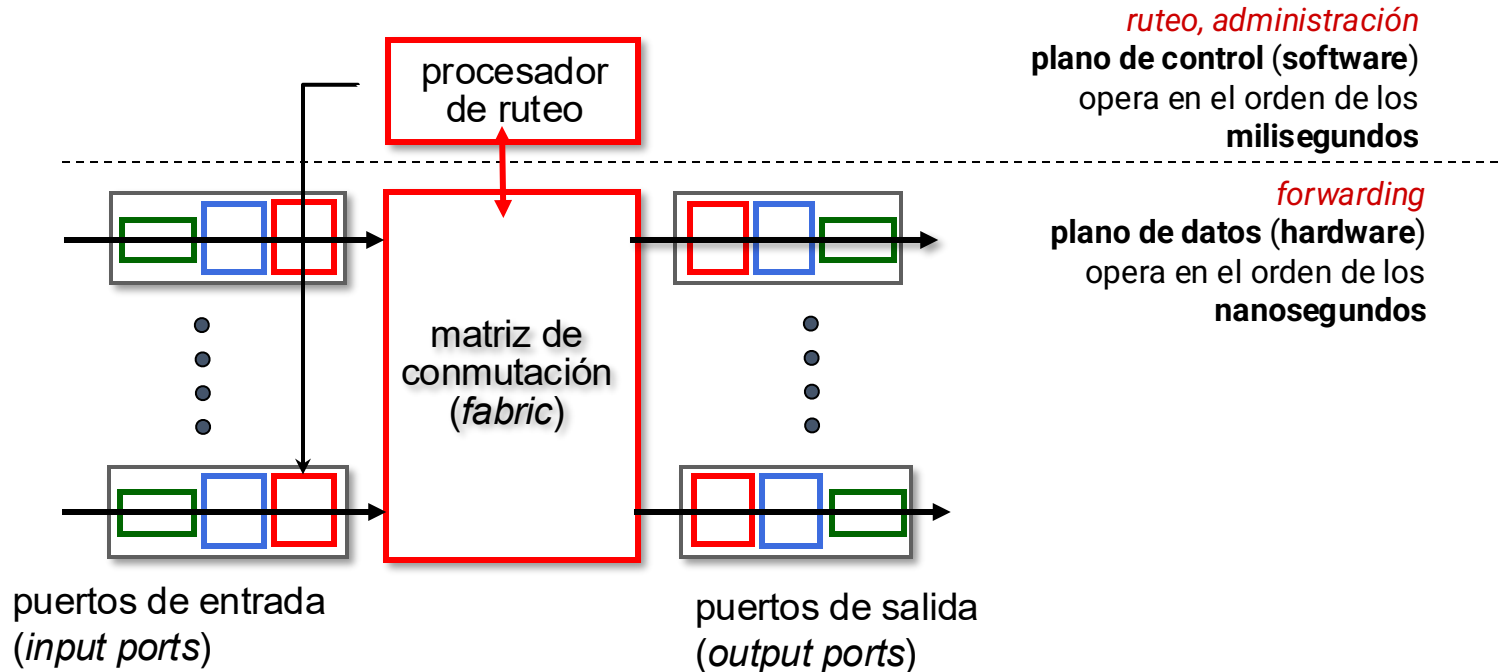 ruteo, administración
plano de control (software)
opera en el orden de los
milisegundos
procesador
de ruteo
forwarding
plano de datos (hardware)
opera en el orden de los
nanosegundos
matriz de
conmutación
(fabric)
puertos de entrada
(input ports)
puertos de salida
(output ports)